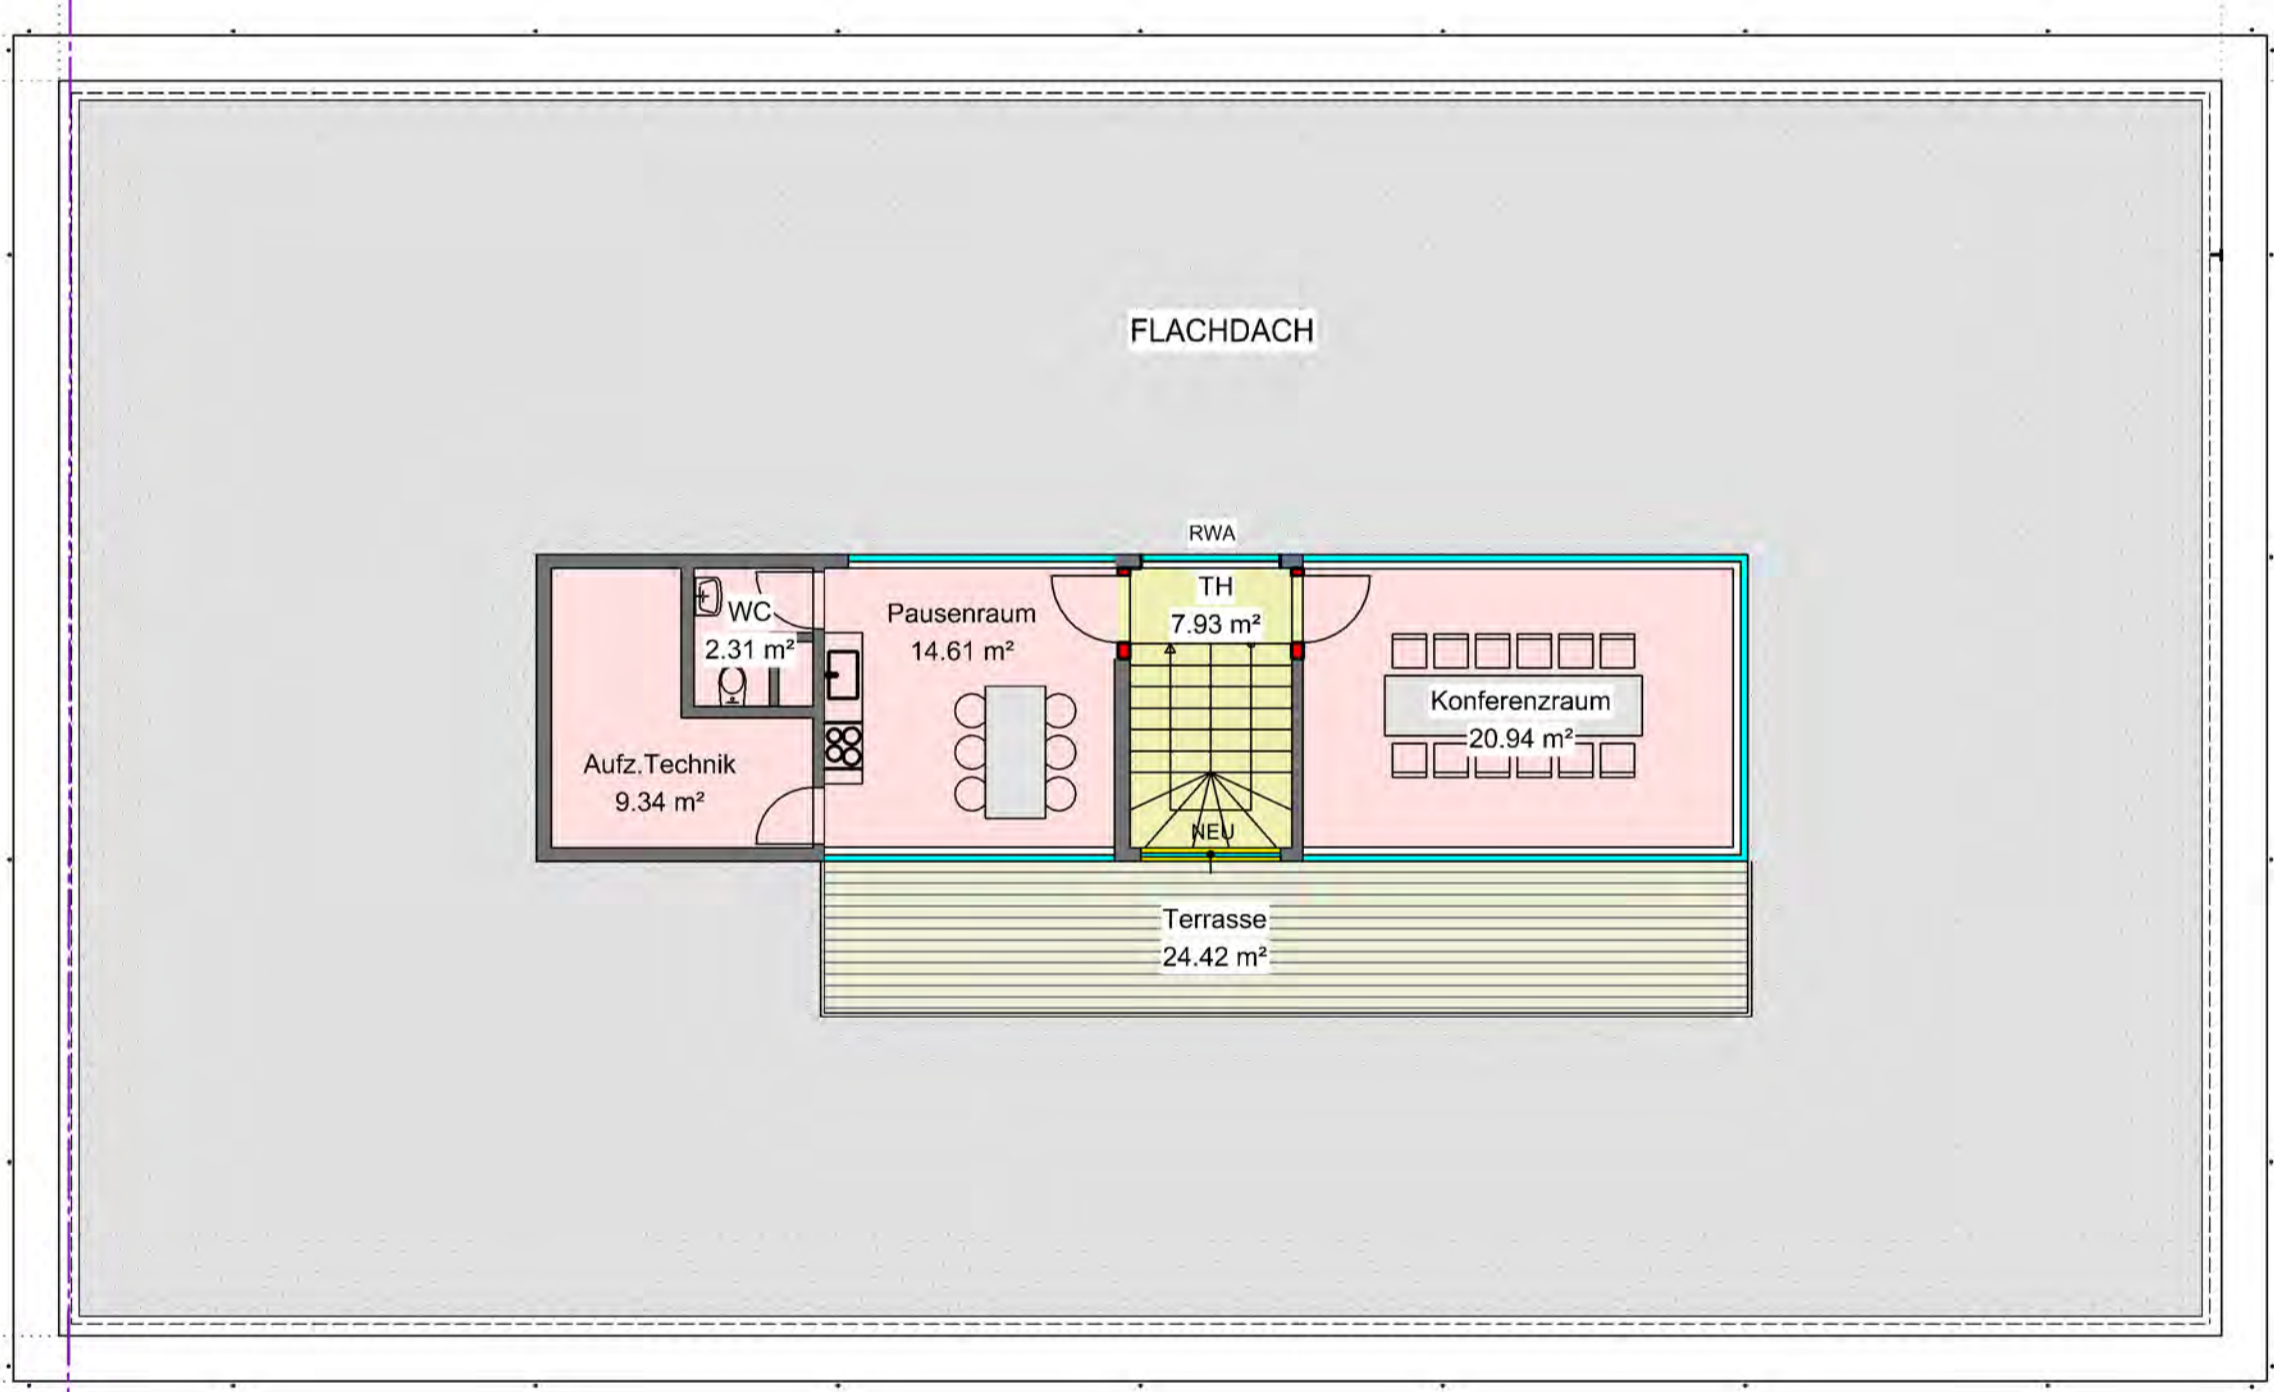 FLACHDACH
RWA
TH
7.93 m²
WC
2.31 m²
Pausenraum
14.61 m²
Konferenzraum
20.94 m²
Aufz.Technik
9.34 m²
NEU
Terrasse
24.42 m²